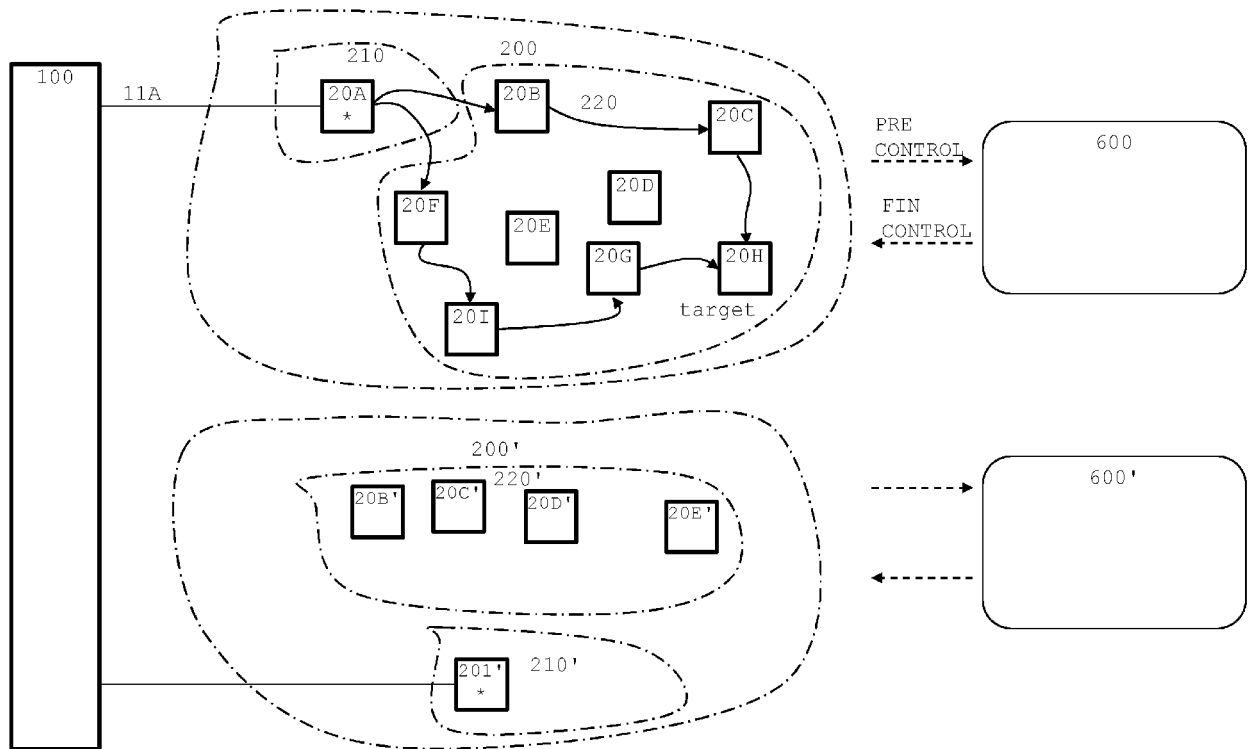 100
11A
210
200
20A
*
20B
220
20C
20D
20F
20E
20G
20H
20I
target
PRE
CONTROL
FIN
CONTROL
600
200'
220'
20B'
20C'
20D'
20E'
201'
*
210'
600'